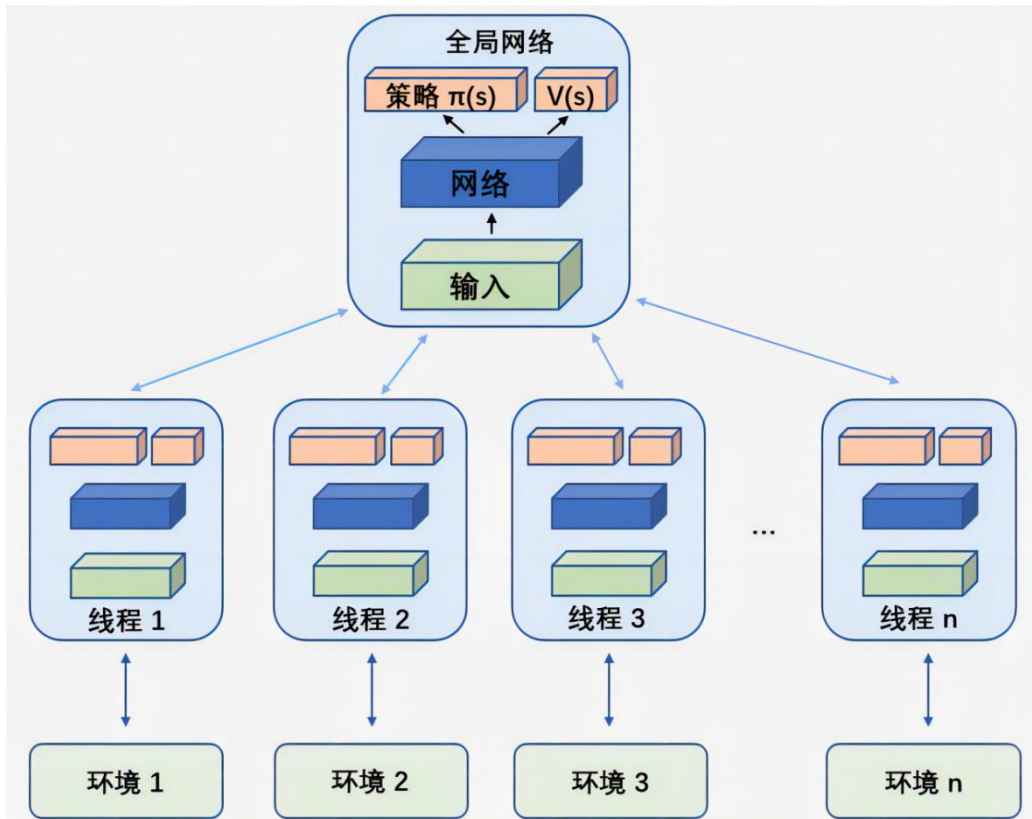 全局网络
策略 π(s)
V(s)
网络
输入
线程 1
线程 2
线程 3
...
线程 n
环境 1
环境 2
环境 3
环境 n